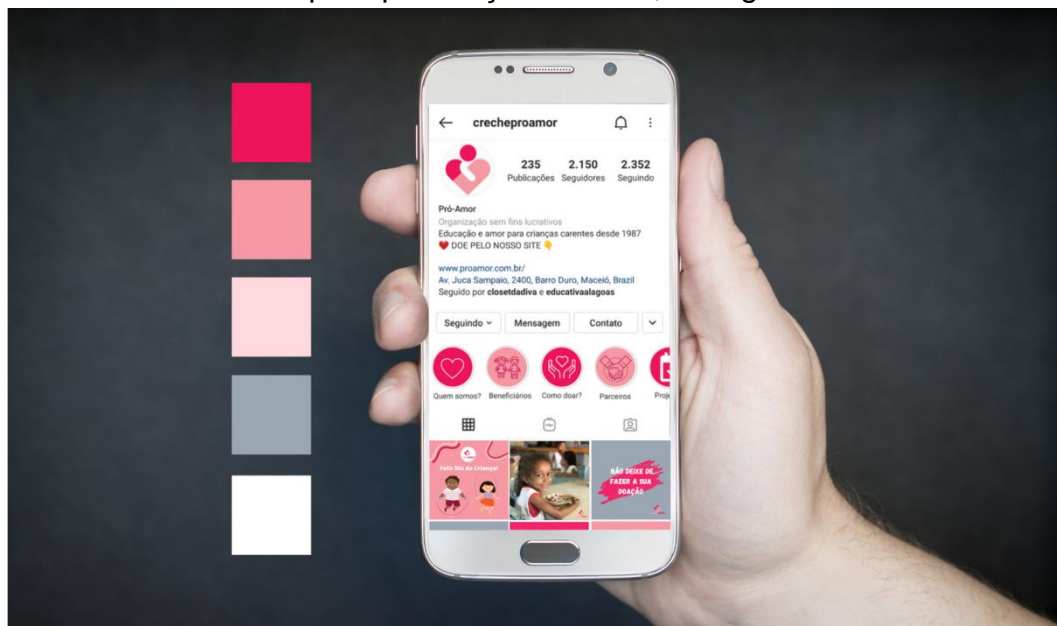 crecheproamor
235 2.150 2.352
Publicações Seguidores Seguindo
Pró-Amor
Organização sem fins lucrativos
Educação e amor para crianças carentes desde 1987
❤️ DOE PELO NOSSO SITE 👇
www.proamor.com.br/
Av. Juca Sampaio, 2400, Barro Duro, Maceió, Brazil
Seguido por closetdadiva e educativaalagoas
Seguindo Mensagem Contato
Quem somos? Beneficiários Como doar? Parceiros Proje
Feliz Dia da Criança!
NÃO DEIXE DE
FAZER A SUA
DOAÇÃO